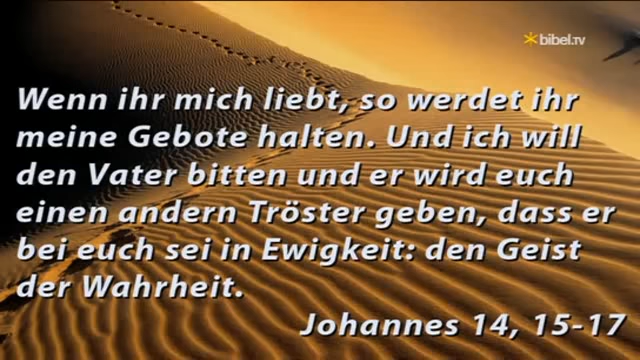 bibel.tv
Wenn ihr mich liebt, so werdet ihr
meine Gebote halten. Und ich will
den Vater bitten und er wird euch
einen andern Tröster geben, dass er
bei euch sei in Ewigkeit: den Geist
der Wahrheit.
Johannes 14, 15-17